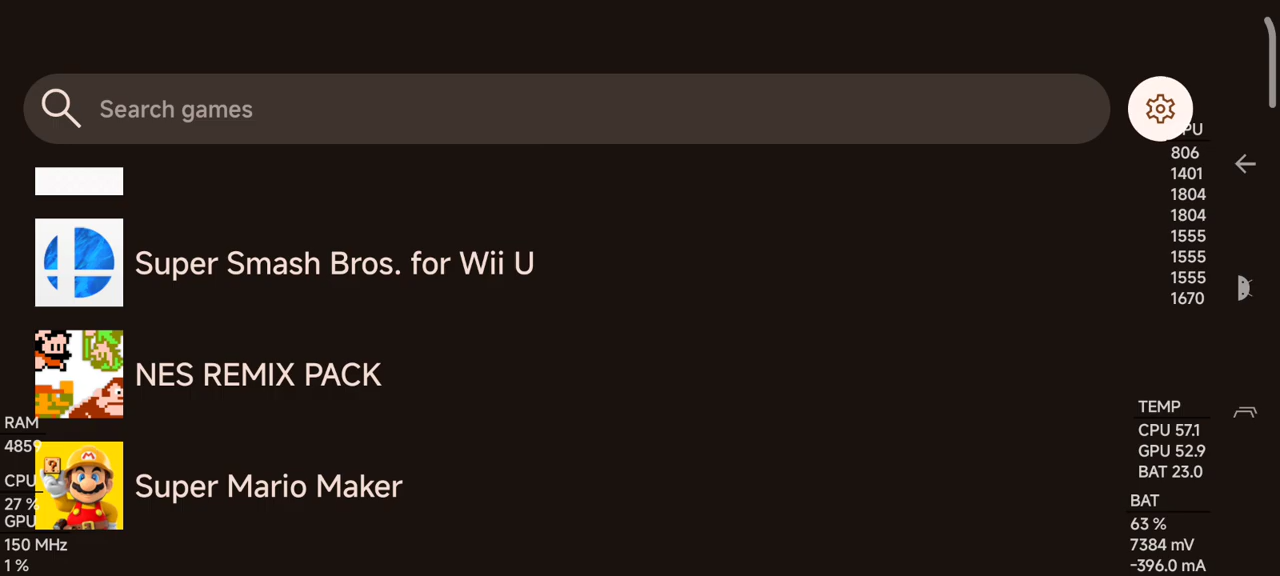 Search games
PU
806
1401
1804
1804
1555
1555
1555
1670
Super Smash Bros. for Wii U
NES REMIX PACK
Super Mario Maker
RAM
4859
CPU
27 %
GPU
150 MHz
1 %
TEMP
CPU 57.1
GPU 52.9
BAT 23.0
BAT
63 %
7384 mV
-396.0 mA